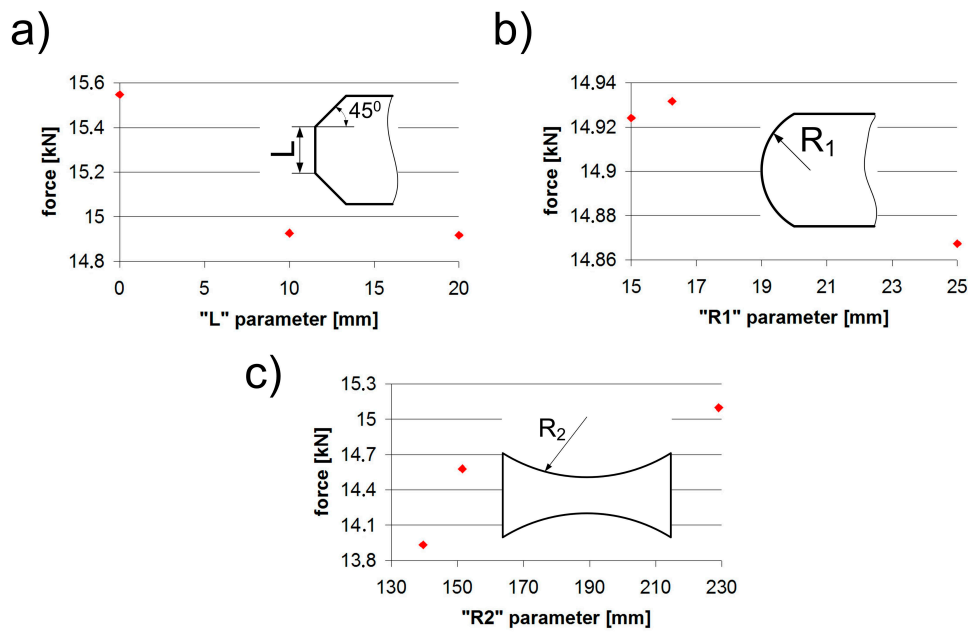 a)
15.6
15.4
15.2
15
14.8
force [kN]
45⁰
L
0
5
10
15
20
"L" parameter [mm]
b)
14.94
14.92
14.9
14.88
14.86
force [kN]
R₁
15
17
19
21
23
25
"R1" parameter [mm]
c)
15.3
15
14.7
14.4
14.1
13.8
force [kN]
R₂
130
150
170
190
210
230
"R2" parameter [mm]